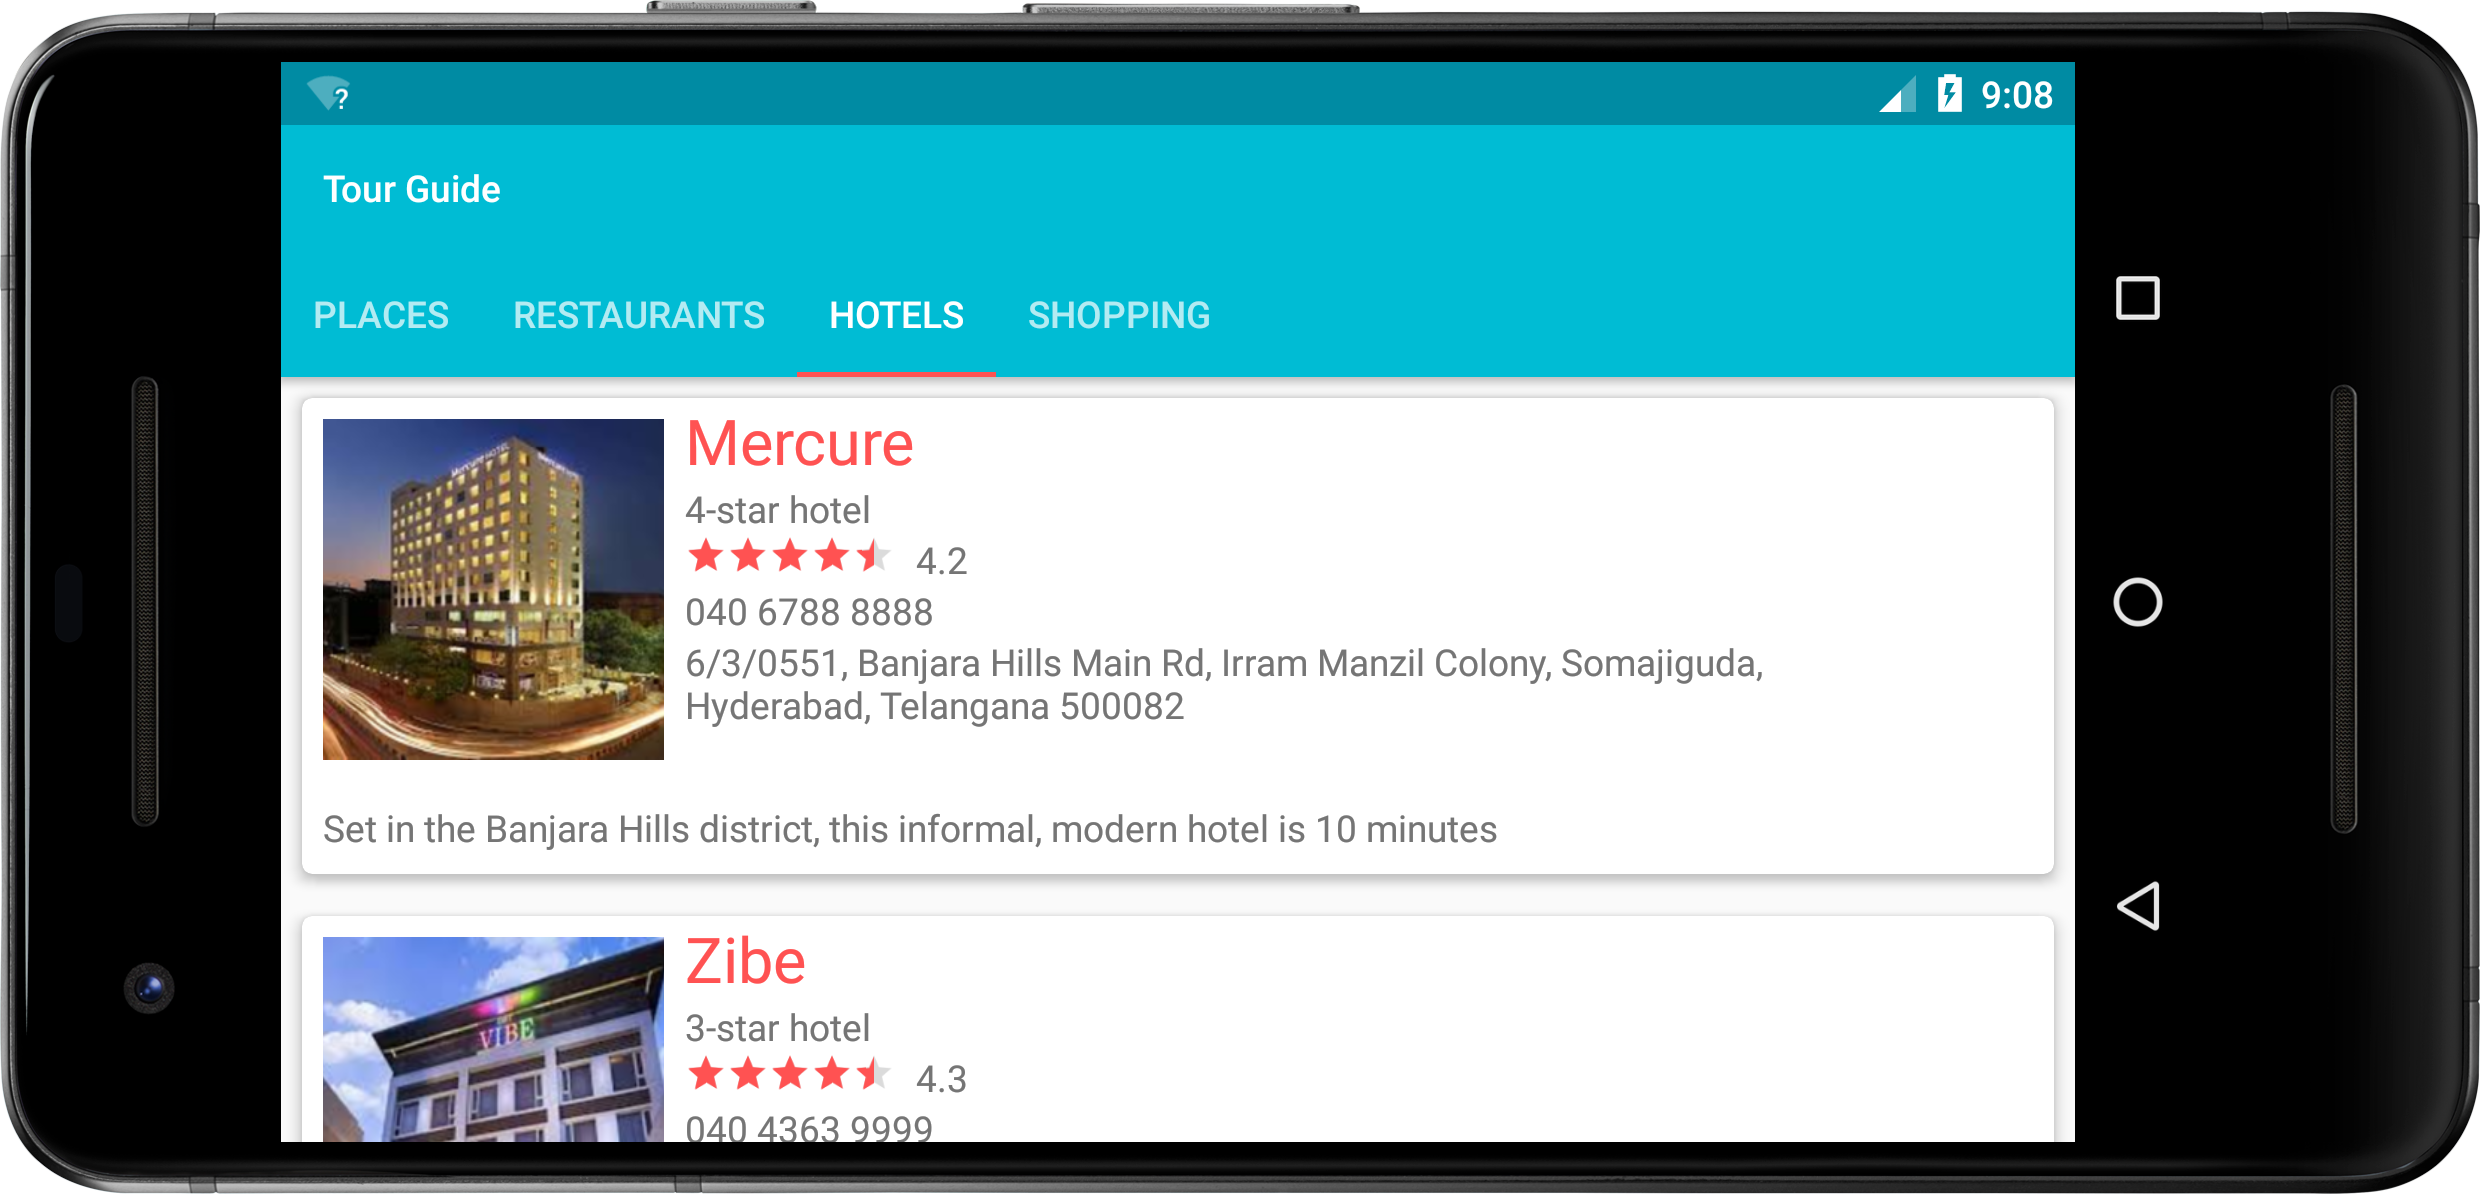 ?
9:08
Tour Guide
PLACES RESTAURANTS HOTELS SHOPPING
Mercure HOTEL
Mercure
4-star hotel
4.2
040 6788 8888
6/3/0551, Banjara Hills Main Rd, Irram Manzil Colony, Somajiguda,
Hyderabad, Telangana 500082
Set in the Banjara Hills district, this informal, modern hotel is 10 minutes
VIBE
Zibe
3-star hotel
4.3
040 4363 9999